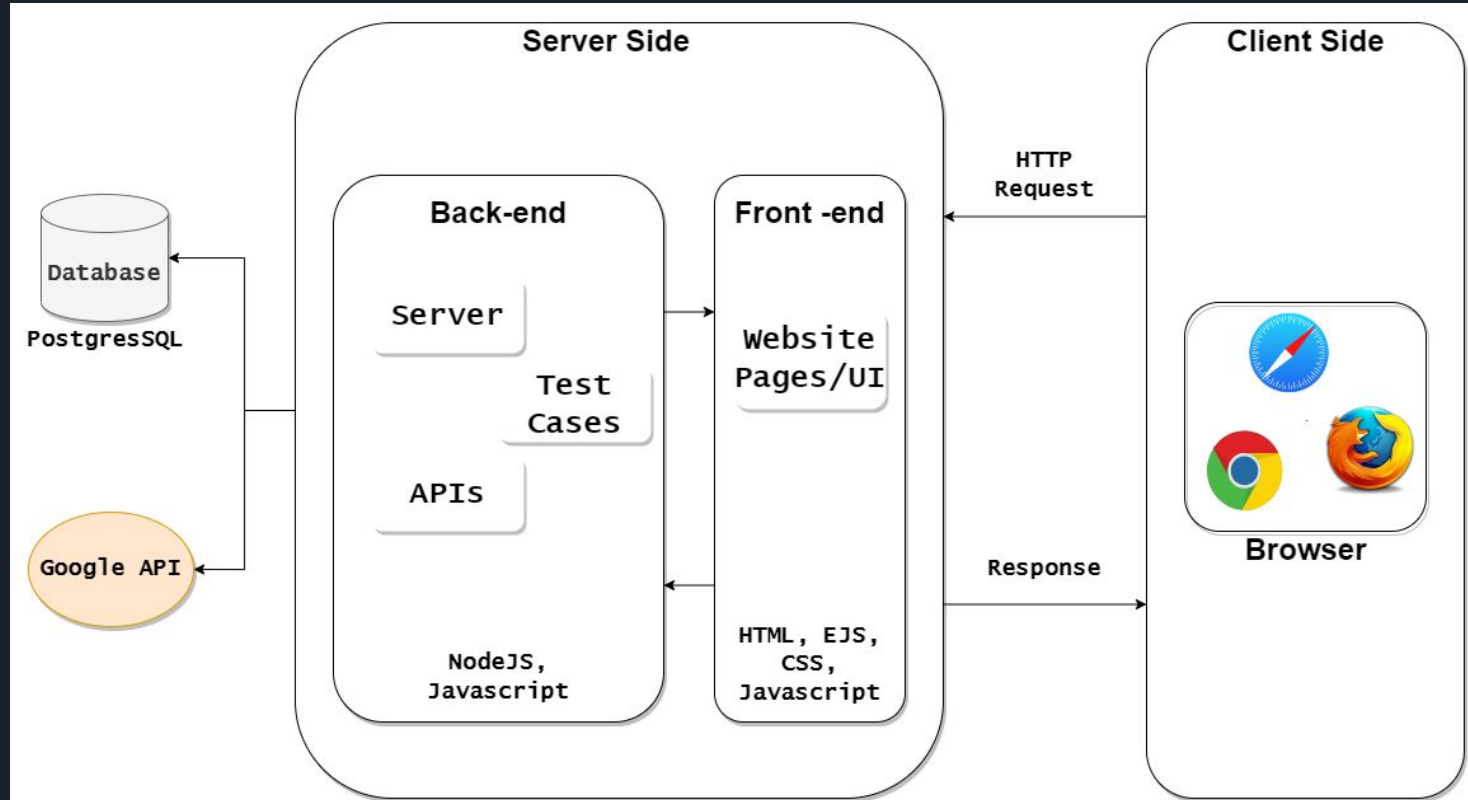 Server Side
Client Side
HTTP
Request
Back-end
Front -end
Database
PostgresSQL
Server
Test
Cases
APIs
Website
Pages/UI
Google API
NodeJS,
Javascript
HTML, EJS,
CSS,
Javascript
Response
Browser